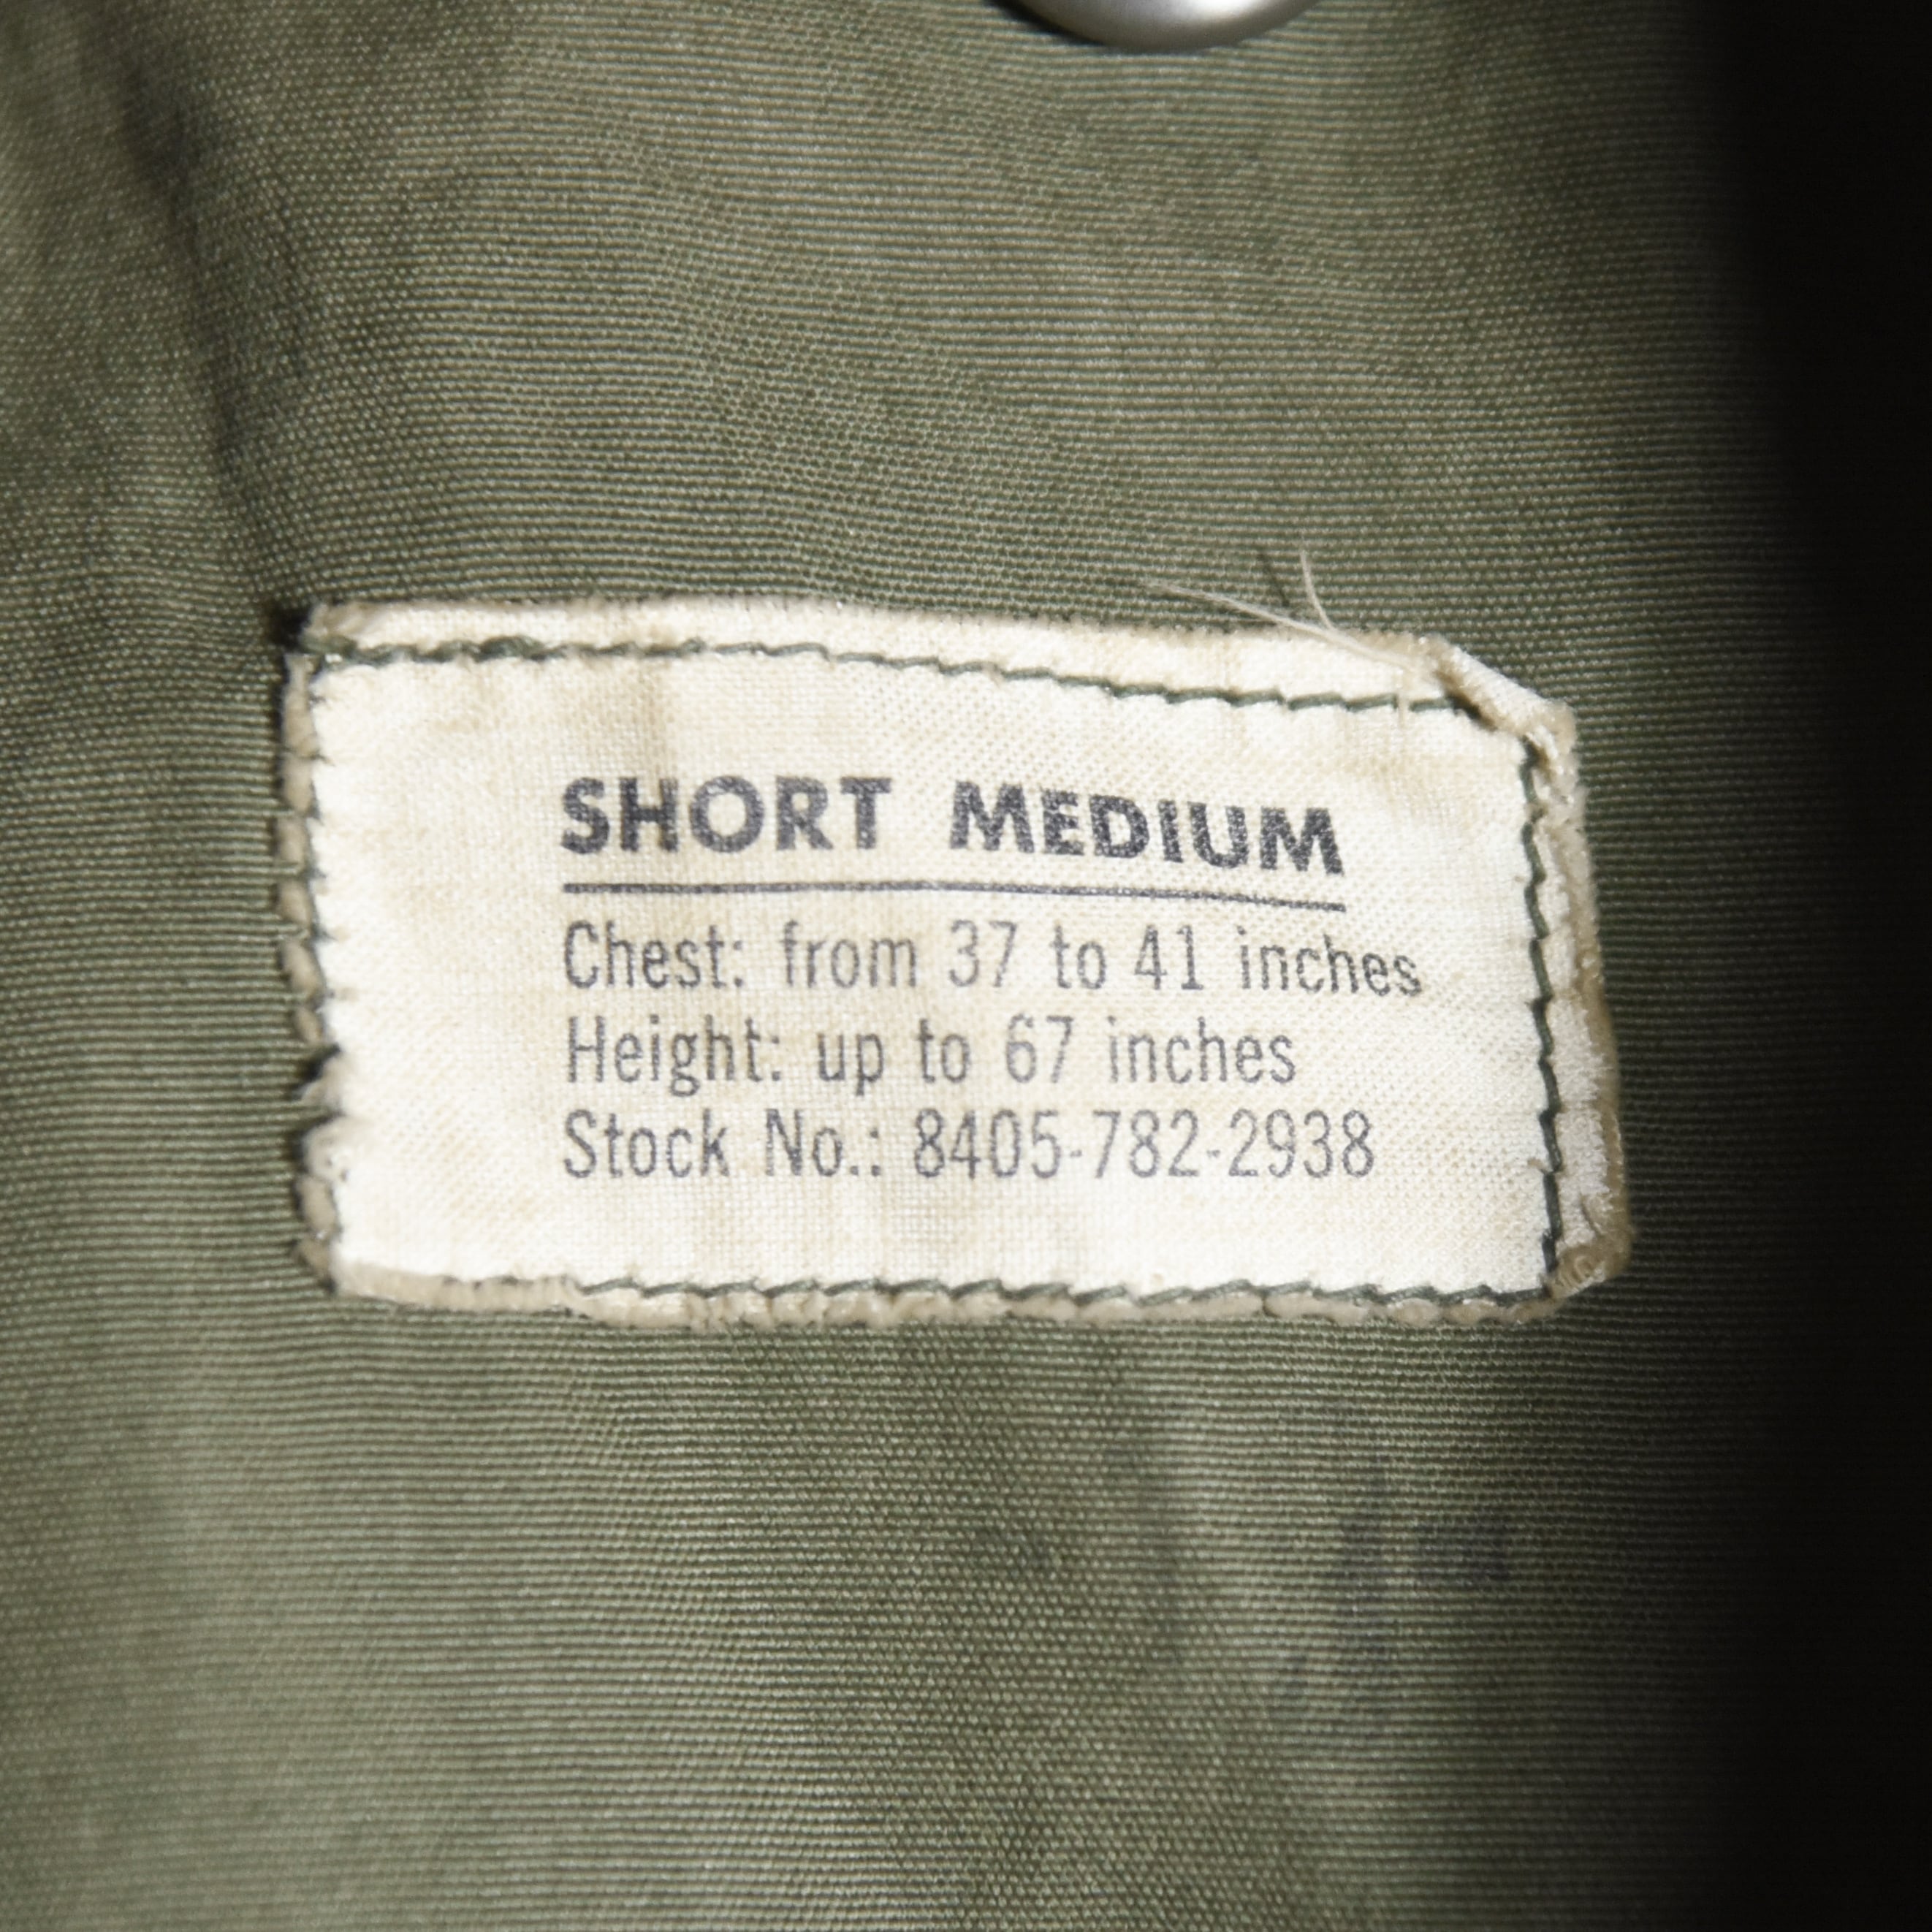 SHORT MEDIUM
Chest: from 37 to 41 inches
Height: up to 67 inches
Stock No.: 8405-782-2938